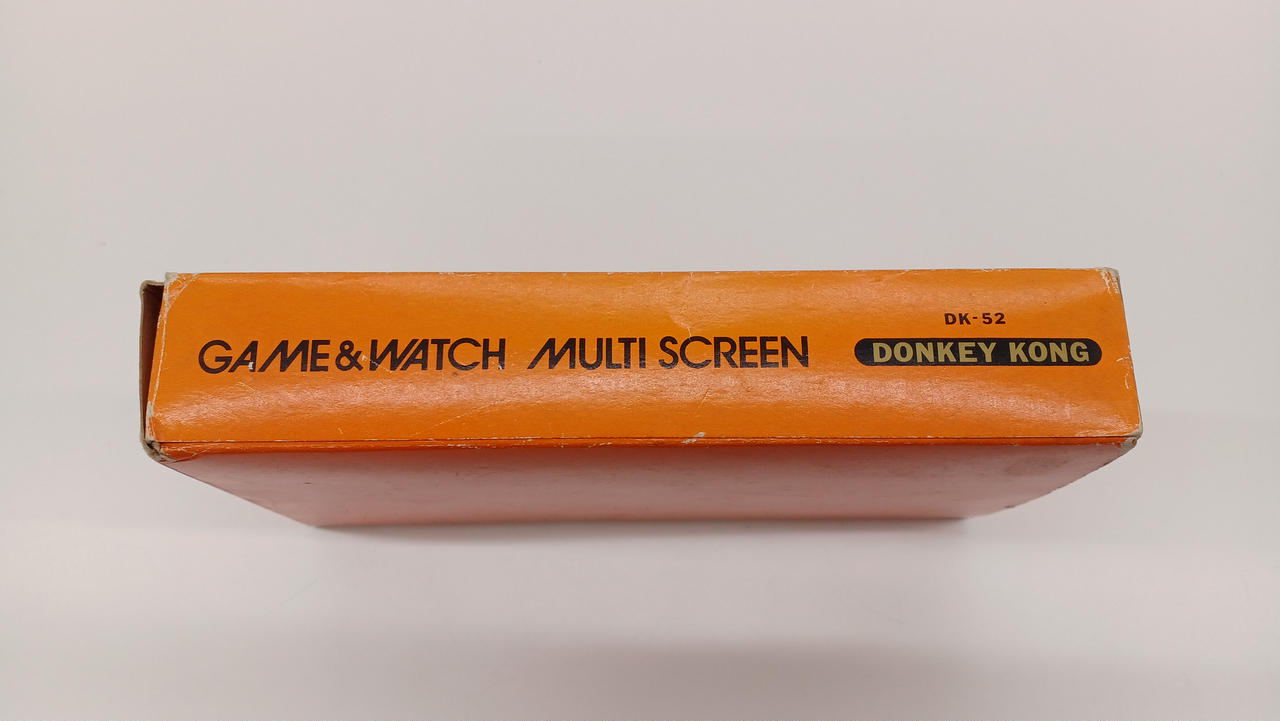 GAME & WATCH MULTI SCREEN
DK-52
DONKEY KONG